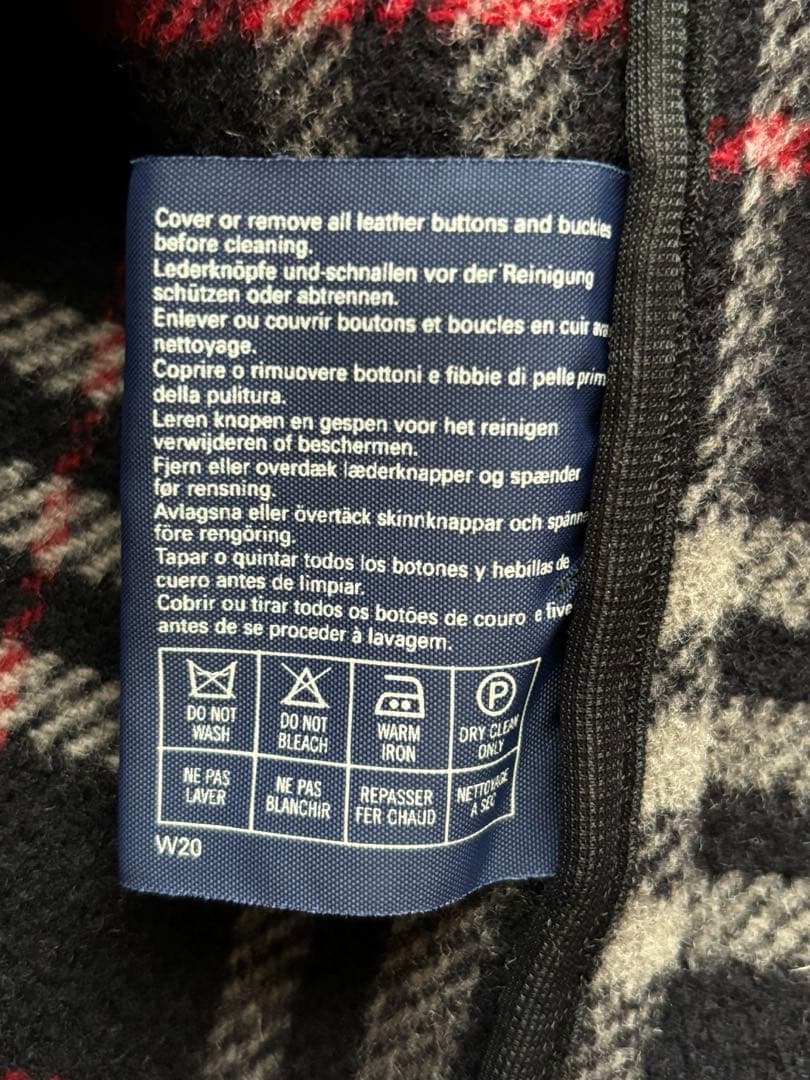 Cover or remove all leather buttons and buckles
before cleaning.
Lederknöpfe und-schnallen vor der Reinigung
schützen oder abtrennen.
Enlever ou couvrir boutons et boucles en cuir
nettoyage.
Coprire o rimuovere bottoni e fibbie di pelle
della pulitura.
Leren knopen en gespen voor het reinigen
verwijderen of beschermen.
Fjern eller overdæk læderknapper og spænder
før rensning.
Avlagsna eller övertäck skinnknappar och
före rengöring.
Tapar o quintar todos los botones y hebillas de
cuero antes de limpiar.
Cobrir ou tirar todos os botões de couro e
antes de se proceder à lavagem.
DO NOT
WASH
DO NOT
BLEACH
WARM
IRON
P
DRY CLEAN
ONLY
NE PAS
LAVER
NE PAS
BLANCHIR
REPASSER
FER CHAUD
NETTOYAGE
A SEC
W20